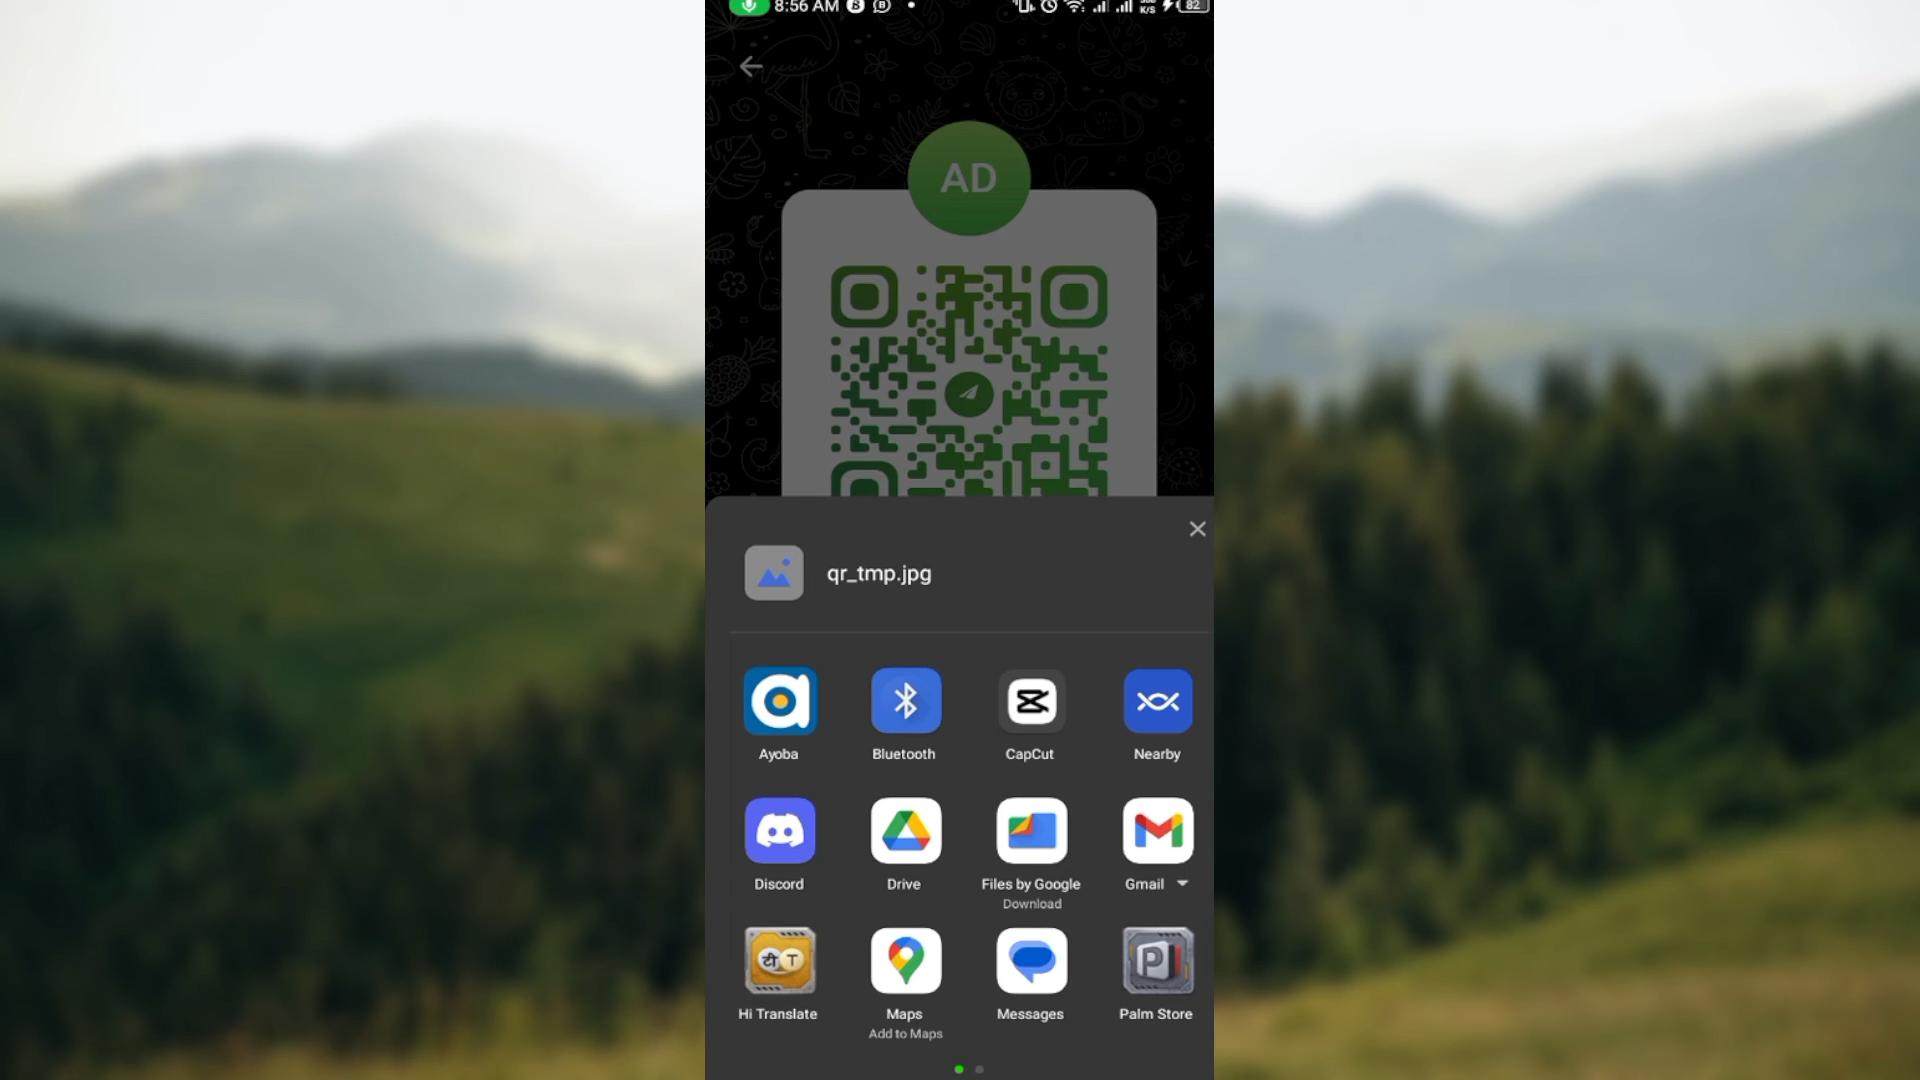 8:56 AM
K/S
82
AD
qr_tmp.jpg
Ayoba
Bluetooth
CapCut
Nearby
Discord
Drive
Files by Google
Gmail
Download
टी T
P
Hi Translate
Maps
Messages
Palm Store
Add to Maps